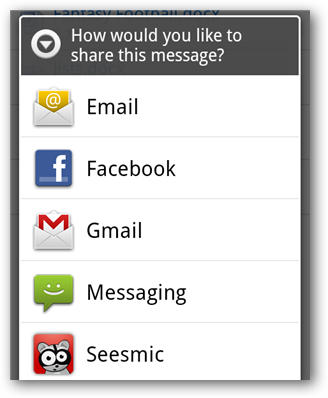 Fantasy Football.docx
How would you like to
share this message?
Email
Facebook
Gmail
Messaging
Seesmic